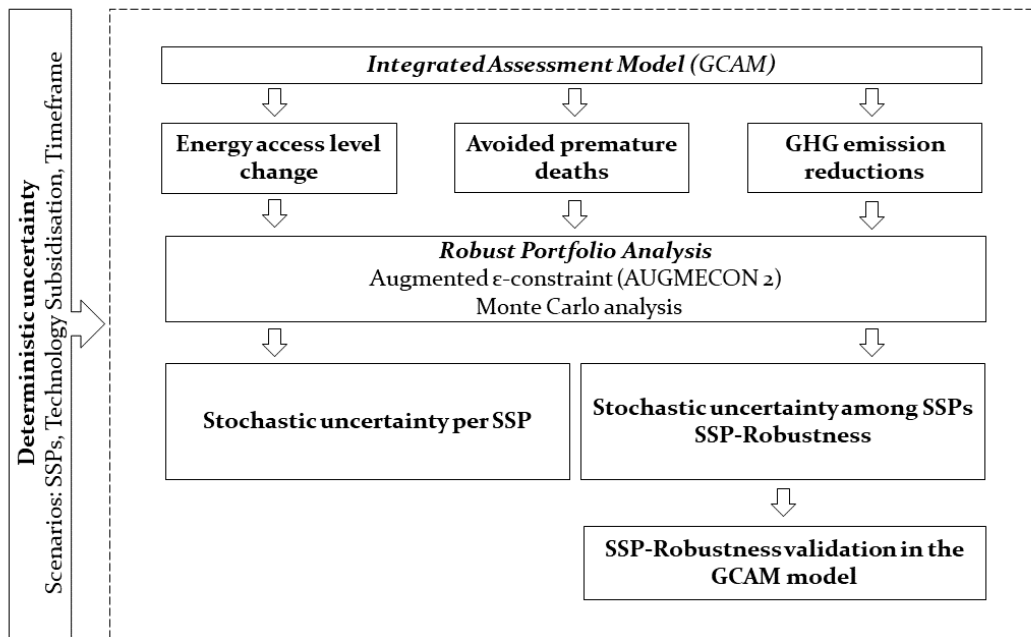 Deterministic uncertainty
Scenarios: SSPs, Technology Subsidisation, Timeframe
Integrated Assessment Model (GCAM)
Energy access level
change
Avoided premature
deaths
GHG emission
reductions
Robust Portfolio Analysis
Augmented ε-constraint (AUGMECON 2)
Monte Carlo analysis
Stochastic uncertainty per SSP
Stochastic uncertainty among SSPs
SSP-Robustness
SSP-Robustness validation in the
GCAM model